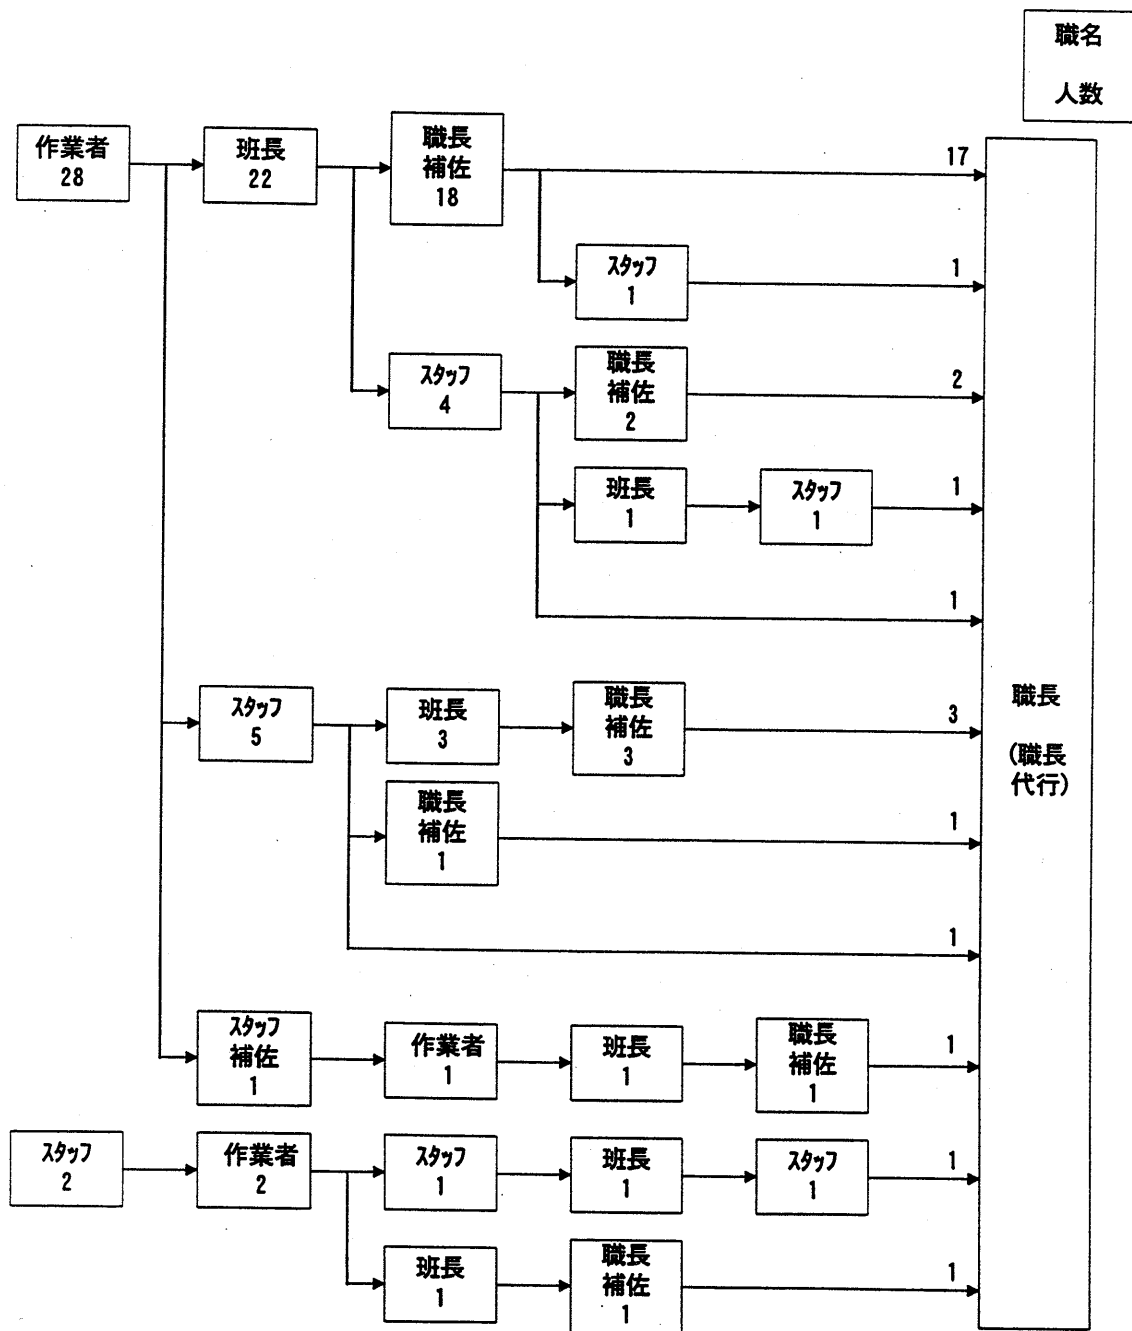 職名
人数
作業者
28
班長
22
職長
補佐
18
17
スタッフ
1
1
スタッフ
4
職長
補佐
2
2
班長
1
スタッフ
1
1
1
スタッフ
5
班長
3
職長
補佐
3
3
職長
補佐
1
1
1
職長
(職長
代行)
スタッフ
補佐
1
作業者
1
班長
1
職長
補佐
1
1
スタッフ
2
作業者
2
スタッフ
1
班長
1
スタッフ
1
1
班長
1
職長
補佐
1
1